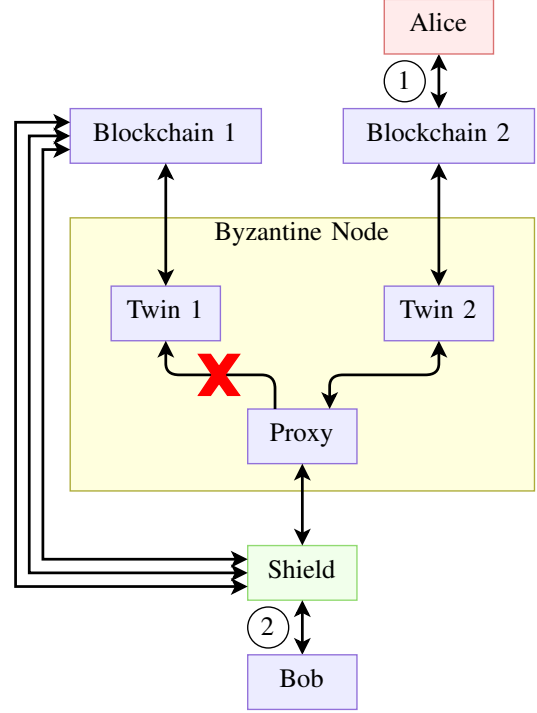 Alice
1
Blockchain 1
Blockchain 2
Byzantine Node
Twin 1
Twin 2
Proxy
Shield
2
Bob